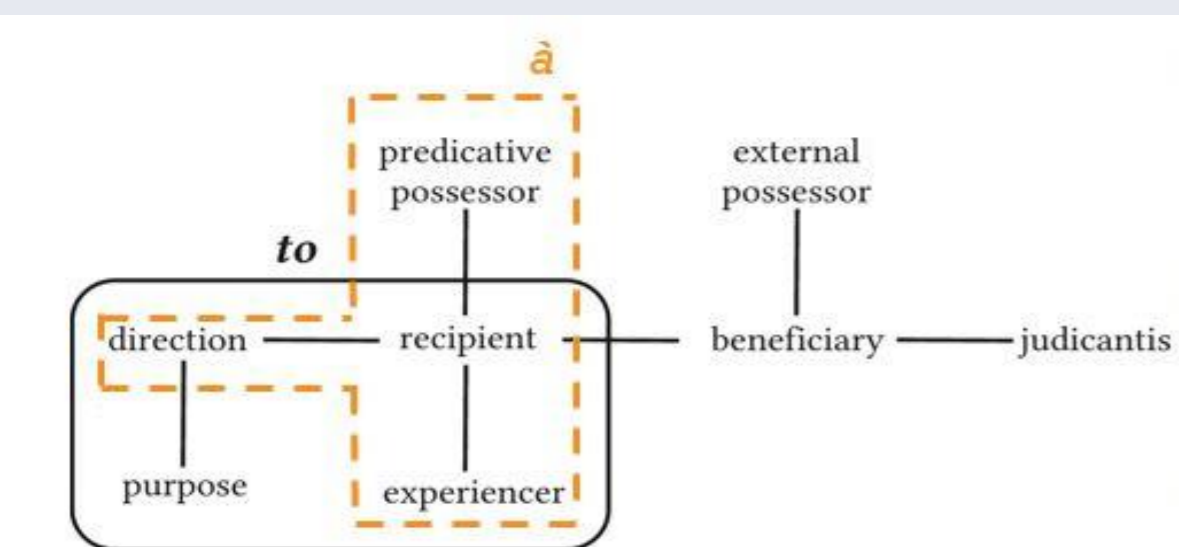 à
predicative
possessor
external
possessor
to
direction
recipient
beneficiary
judicantis
purpose
experiencer